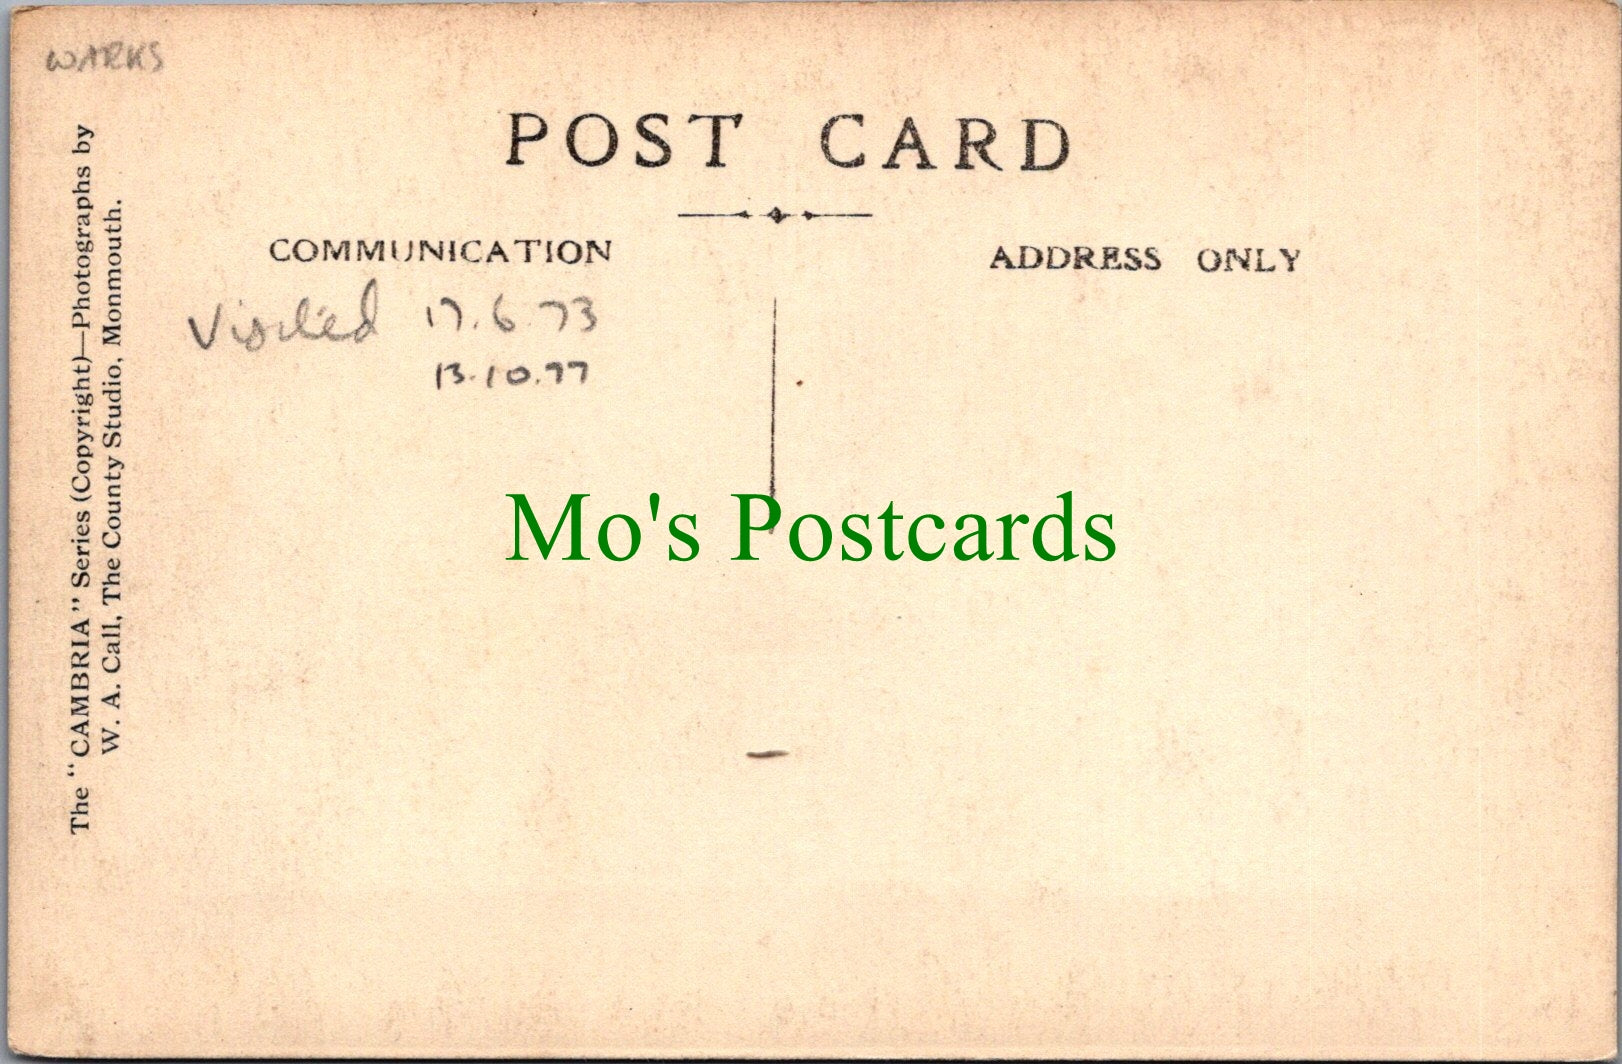 WARKS
POST CARD
COMMUNICATION
ADDRESS ONLY
Visited 17.6.73
13.10.77
The "CAMBRIA" Series (Copyright)—Photographs by
W. A. Call, The County Studio, Monmouth.
Mo's Postcards